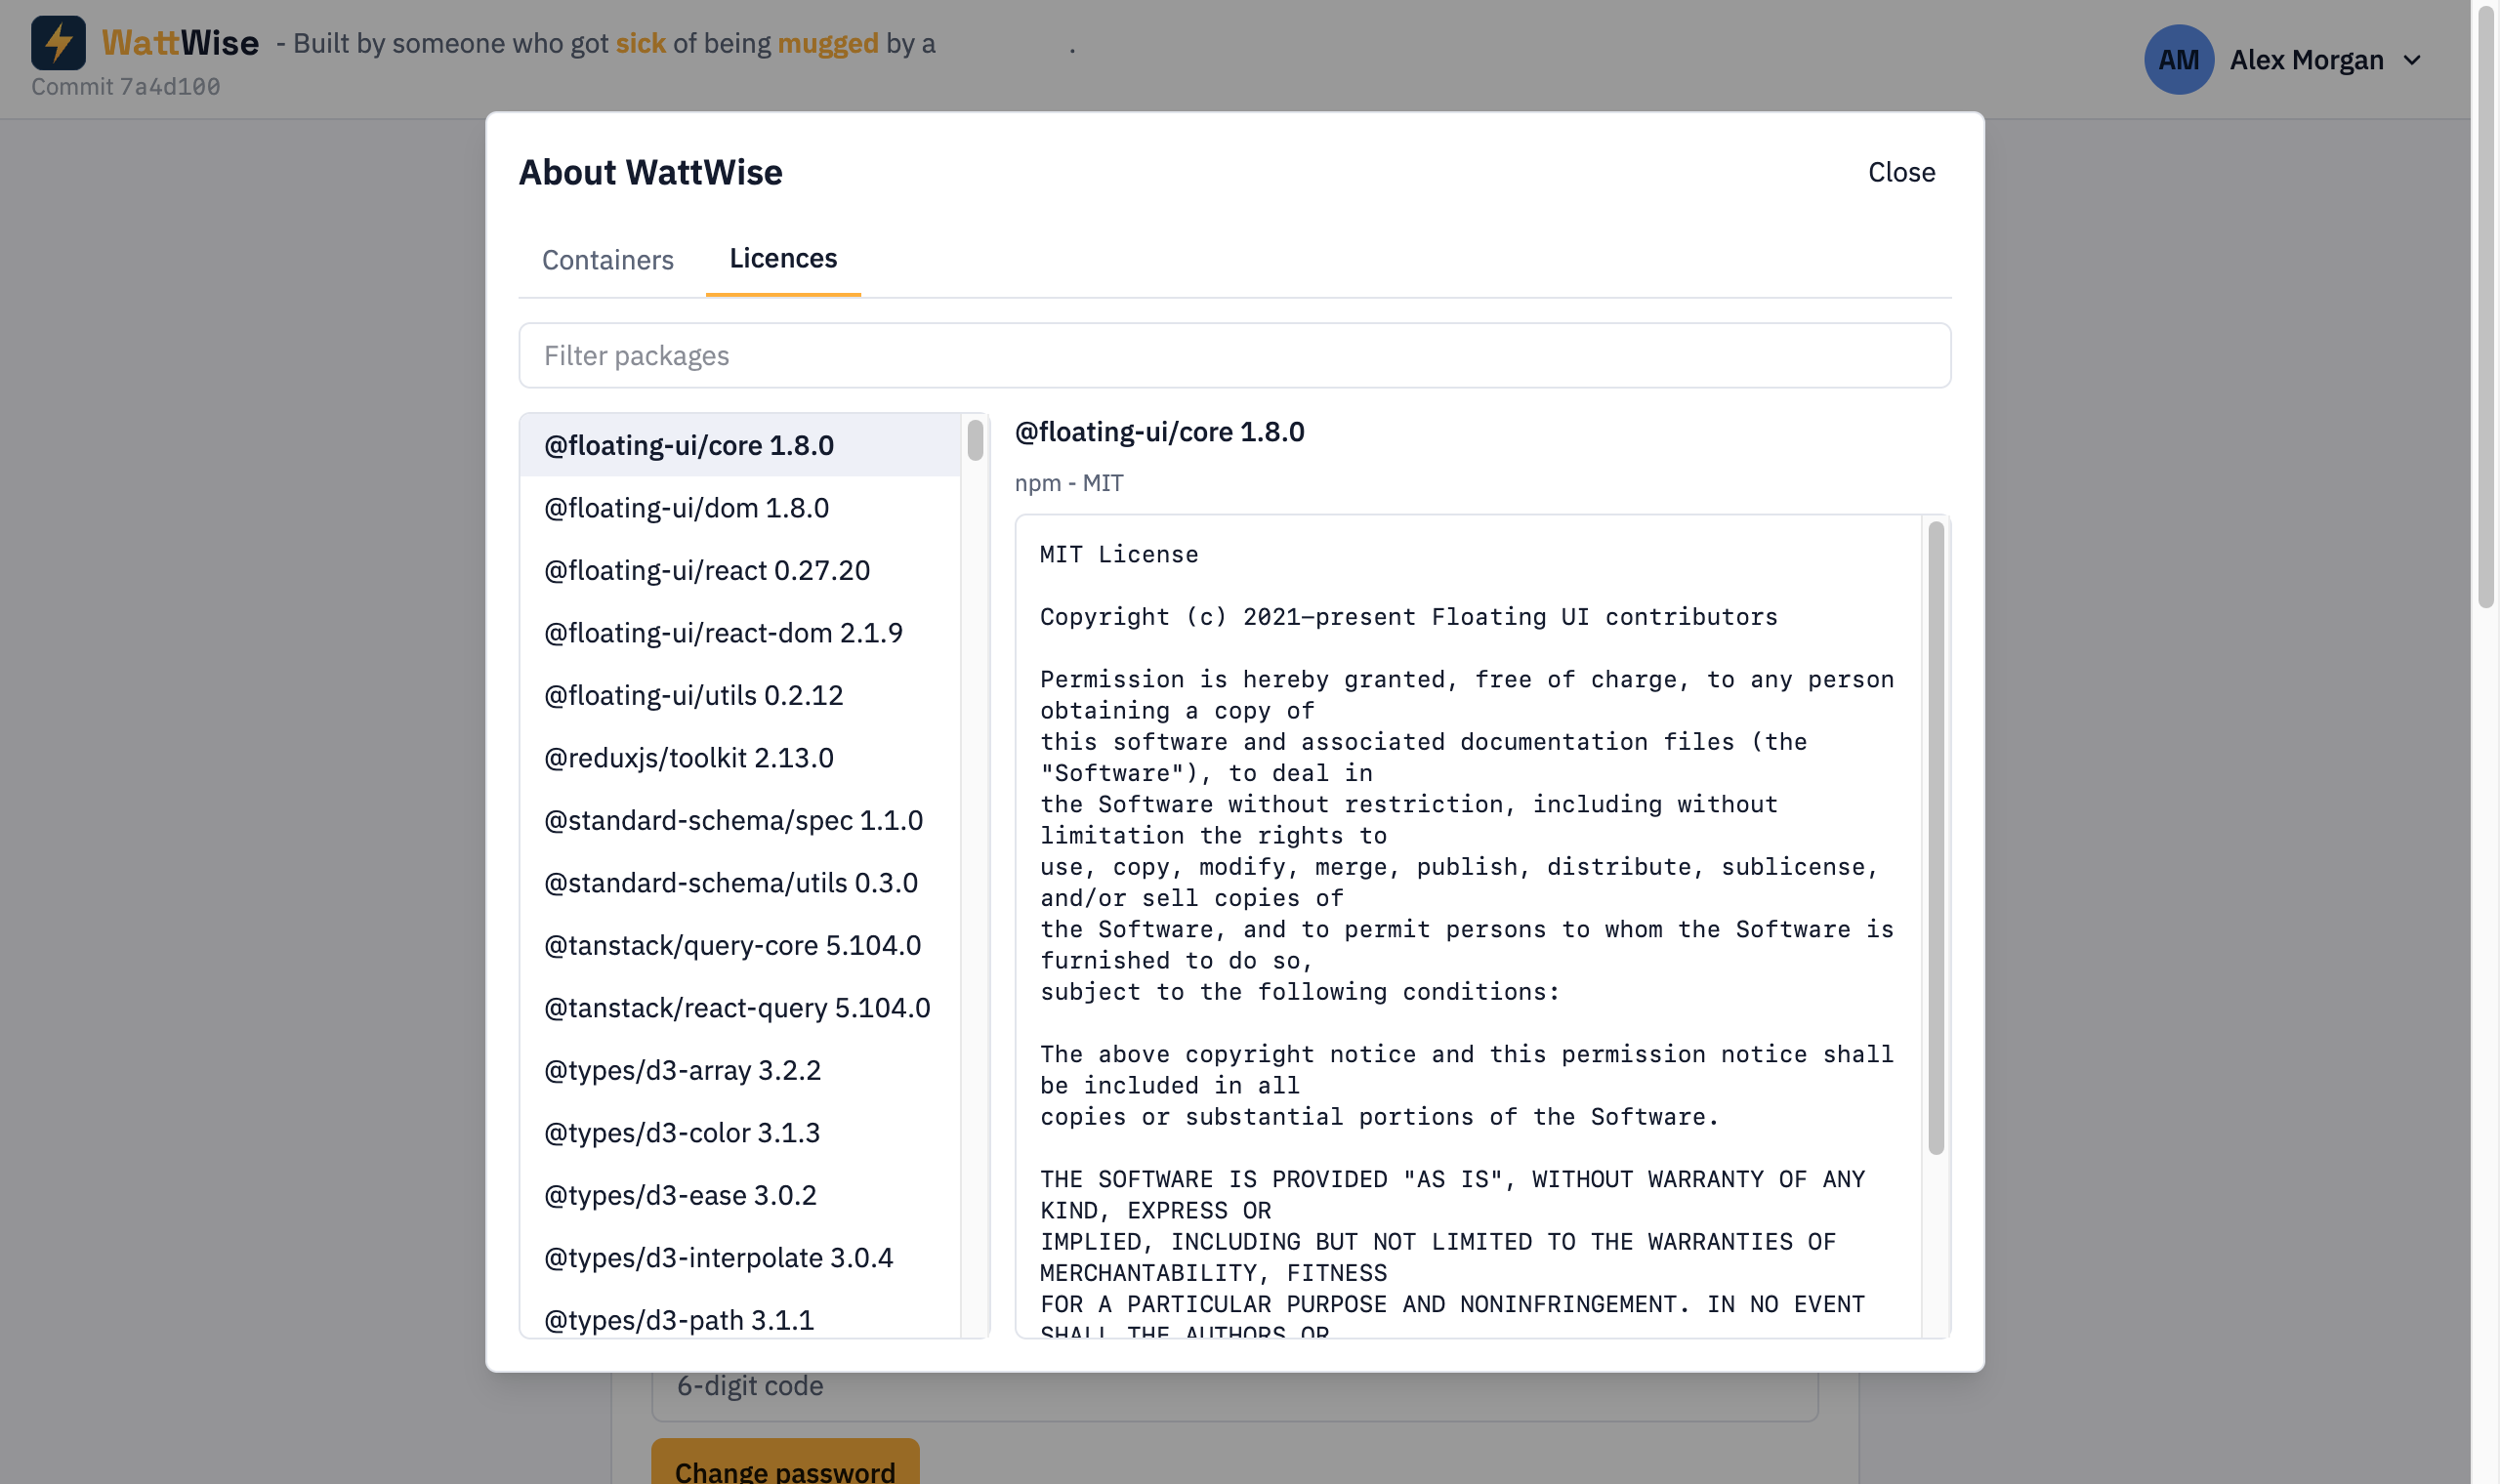 WattWise - Built by someone who got sick of being mugged by a .
Commit 7a4d100
AM Alex Morgan
About WattWise
Close
Containers
Licences
Filter packages
@floating-ui/core 1.8.0
@floating-ui/dom 1.8.0
@floating-ui/react 0.27.20
@floating-ui/react-dom 2.1.9
@floating-ui/utils 0.2.12
@reduxjs/toolkit 2.13.0
@standard-schema/spec 1.1.0
@standard-schema/utils 0.3.0
@tanstack/query-core 5.104.0
@tanstack/react-query 5.104.0
@types/d3-array 3.2.2
@types/d3-color 3.1.3
@types/d3-ease 3.0.2
@types/d3-interpolate 3.0.4
@types/d3-path 3.1.1
@floating-ui/core 1.8.0
npm - MIT
MIT License
Copyright (c) 2021–present Floating UI contributors
Permission is hereby granted, free of charge, to any person
obtaining a copy of
this software and associated documentation files (the
"Software"), to deal in
the Software without restriction, including without
limitation the rights to
use, copy, modify, merge, publish, distribute, sublicense,
and/or sell copies of
the Software, and to permit persons to whom the Software is
furnished to do so,
subject to the following conditions:
The above copyright notice and this permission notice shall
be included in all
copies or substantial portions of the Software.
THE SOFTWARE IS PROVIDED "AS IS", WITHOUT WARRANTY OF ANY
KIND, EXPRESS OR
IMPLIED, INCLUDING BUT NOT LIMITED TO THE WARRANTIES OF
MERCHANTABILITY, FITNESS
FOR A PARTICULAR PURPOSE AND NONINFRINGEMENT. IN NO EVENT
SHALL THE AUTHORS OR
6-digit code
Change password